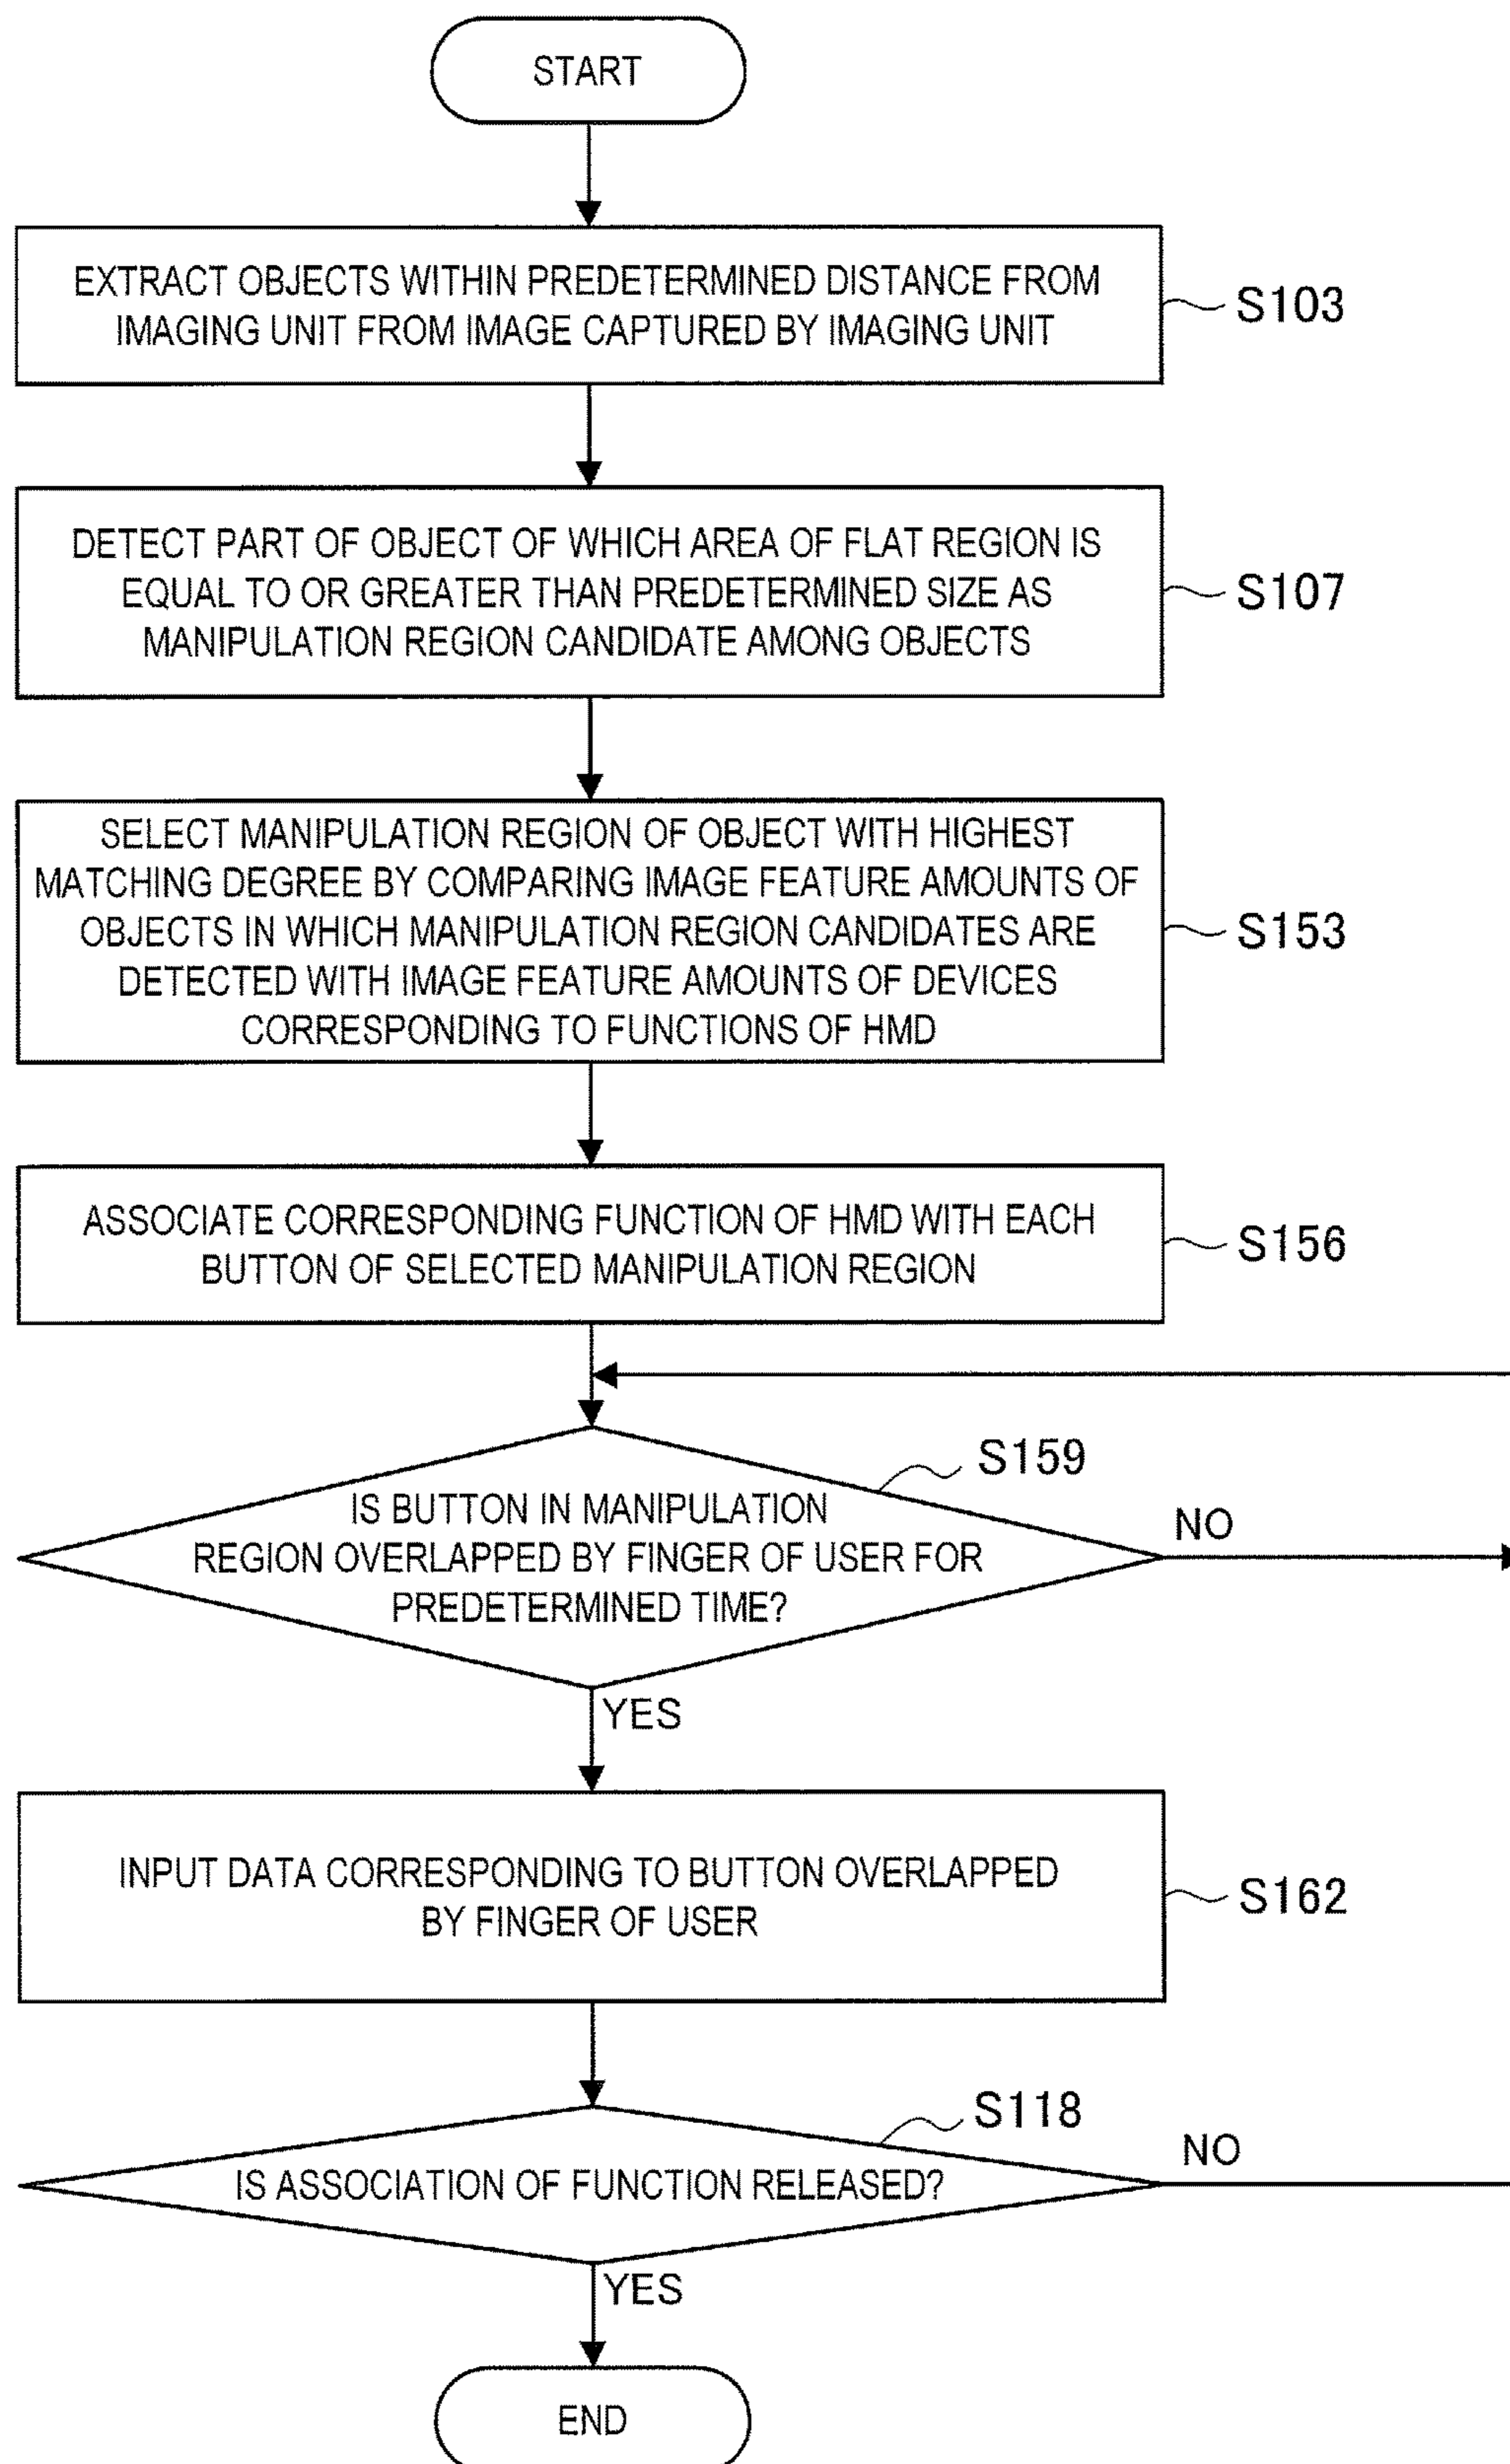 START
EXTRACT OBJECTS WITHIN PREDETERMINED DISTANCE FROM
IMAGING UNIT FROM IMAGE CAPTURED BY IMAGING UNIT
S103
DETECT PART OF OBJECT OF WHICH AREA OF FLAT REGION IS
EQUAL TO OR GREATER THAN PREDETERMINED SIZE AS
MANIPULATION REGION CANDIDATE AMONG OBJECTS
S107
SELECT MANIPULATION REGION OF OBJECT WITH HIGHEST
MATCHING DEGREE BY COMPARING IMAGE FEATURE AMOUNTS OF
OBJECTS IN WHICH MANIPULATION REGION CANDIDATES ARE
DETECTED WITH IMAGE FEATURE AMOUNTS OF DEVICES
CORRESPONDING TO FUNCTIONS OF HMD
S153
ASSOCIATE CORRESPONDING FUNCTION OF HMD WITH EACH
BUTTON OF SELECTED MANIPULATION REGION
S156
S159
IS BUTTON IN MANIPULATION
REGION OVERLAPPED BY FINGER OF USER FOR
PREDETERMINED TIME?
NO
YES
INPUT DATA CORRESPONDING TO BUTTON OVERLAPPED
BY FINGER OF USER
S162
S118
IS ASSOCIATION OF FUNCTION RELEASED?
NO
YES
END